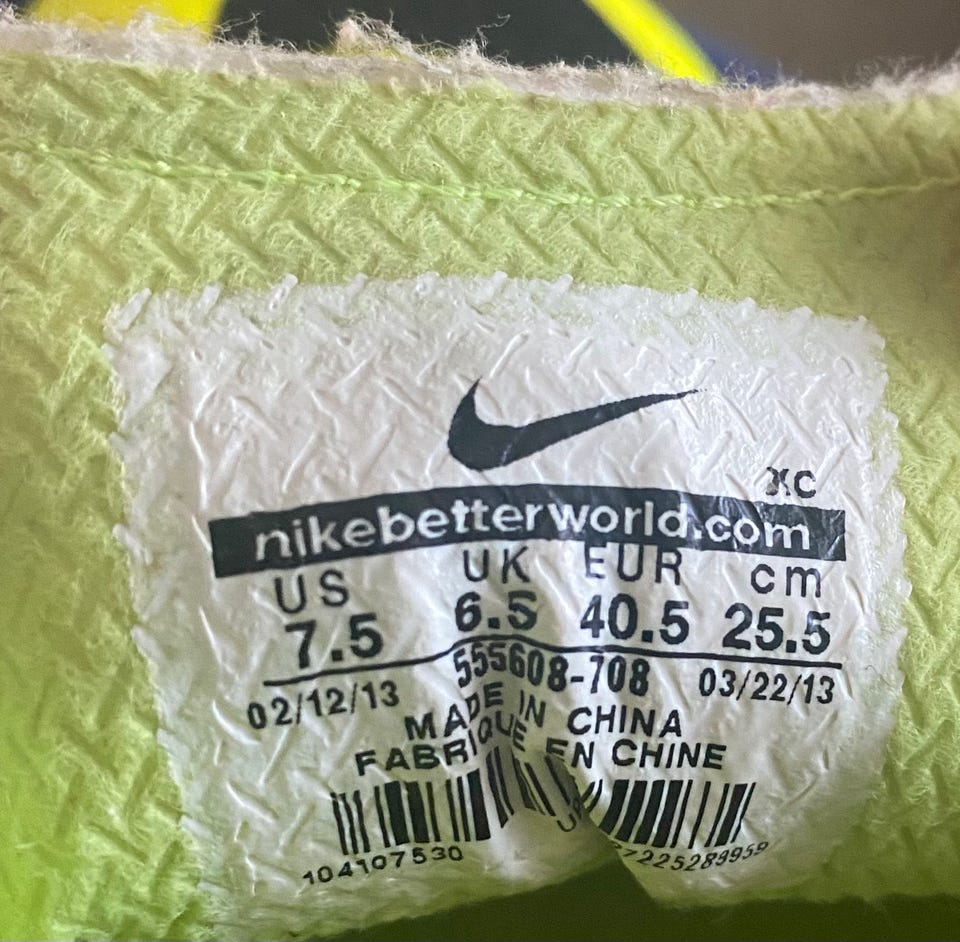 XC
nikebetterworld.com
US UK EUR cm
7.5 6.5 40.5 25.5
02/12/13 555608-708 03/22/13
MADE IN CHINA
FABRIQUE EN CHINE
104107530